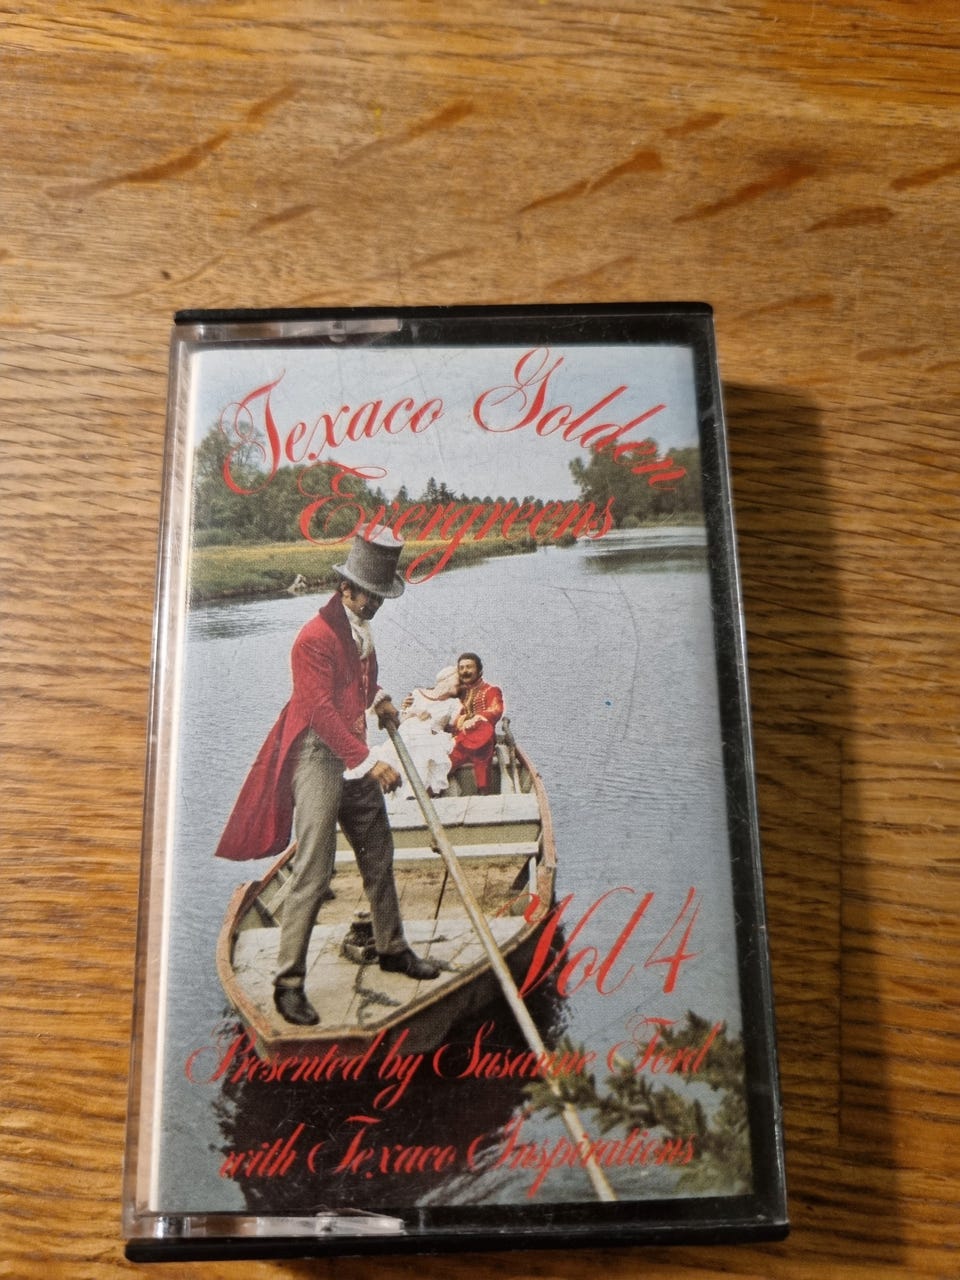 Texaco Golden
Evergreens
Vol 4
Presented by Susanne Ford
with Texaco Inspirations